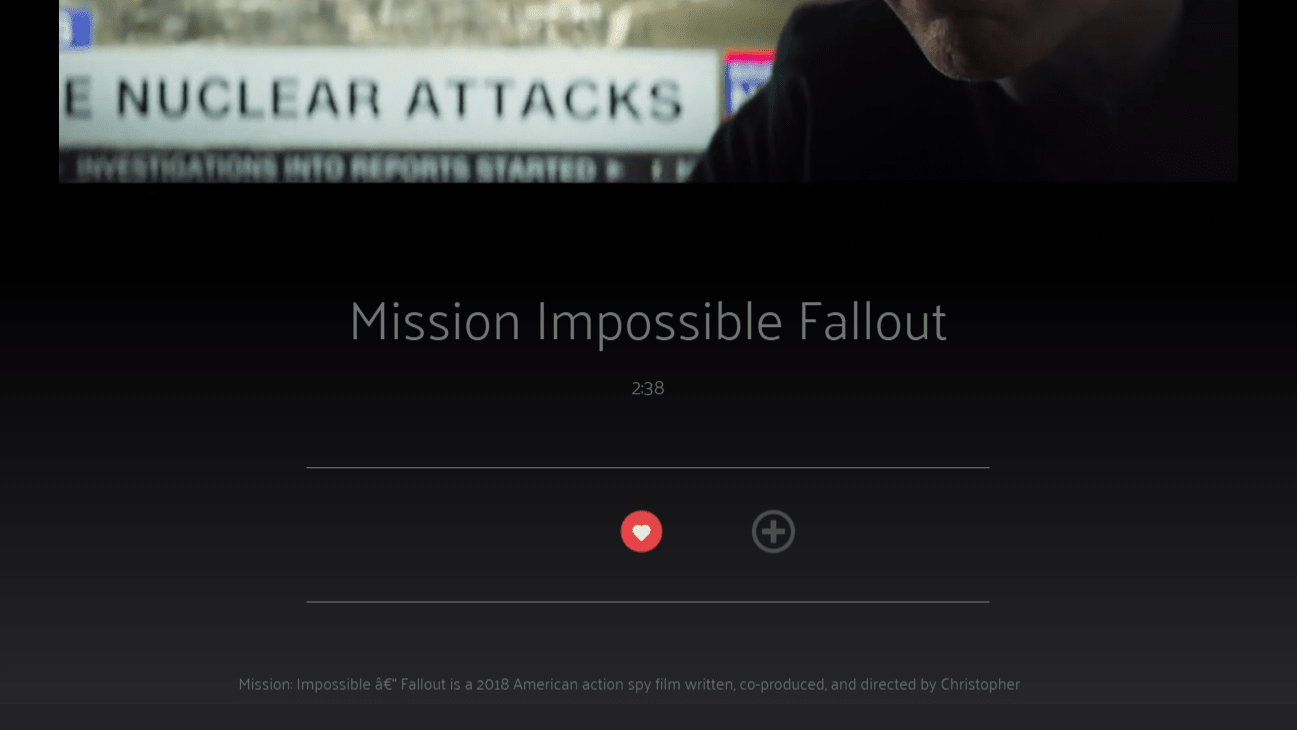 E NUCLEAR ATTACKS
INVESTIGATIONS INTO REPORTS STARTED
Mission Impossible Fallout
2:38
Mission: Impossible â€“ Fallout is a 2018 American action spy film written, co-produced, and directed by Christopher